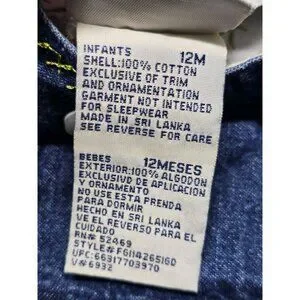 INFANTS 12M
SHELL:100% COTTON
EXCLUSIVE OF TRIM
AND ORNAMENTATION
GARMENT NOT INTENDED
FOR SLEEPWEAR
MADE IN SRI LANKA
SEE REVERSE FOR CARE
BEBES 12MESES
EXTERIOR:100% ALGODON
EXCLUSIVO DE APLICACION
Y ORNAMENTO
NO USE ESTA PRENDA
PARA DORMIR
HECHO EN SRI LANKA
VE EL REVERSO PARA EL
CUIDADO
RN# 52469
STYLE# FG11426516D
UPC: 66317703970
V# 6932